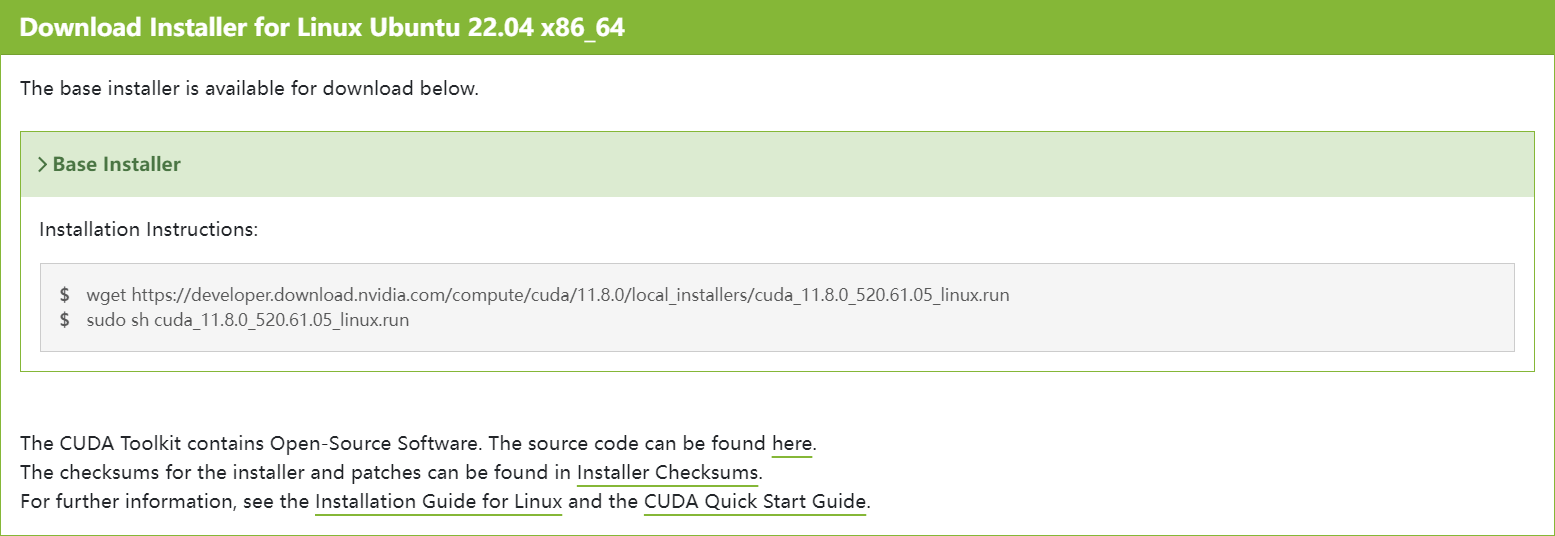 Download Installer for Linux Ubuntu 22.04 x86_64
The base installer is available for download below.
Base Installer
Installation Instructions:
$ wget https://developer.download.nvidia.com/compute/cuda/11.8.0/local_installers/cuda_11.8.0_520.61.05_linux.run
$ sudo sh cuda_11.8.0_520.61.05_linux.run
The CUDA Toolkit contains Open-Source Software. The source code can be found here.
The checksums for the installer and patches can be found in Installer Checksums.
For further information, see the Installation Guide for Linux and the CUDA Quick Start Guide.